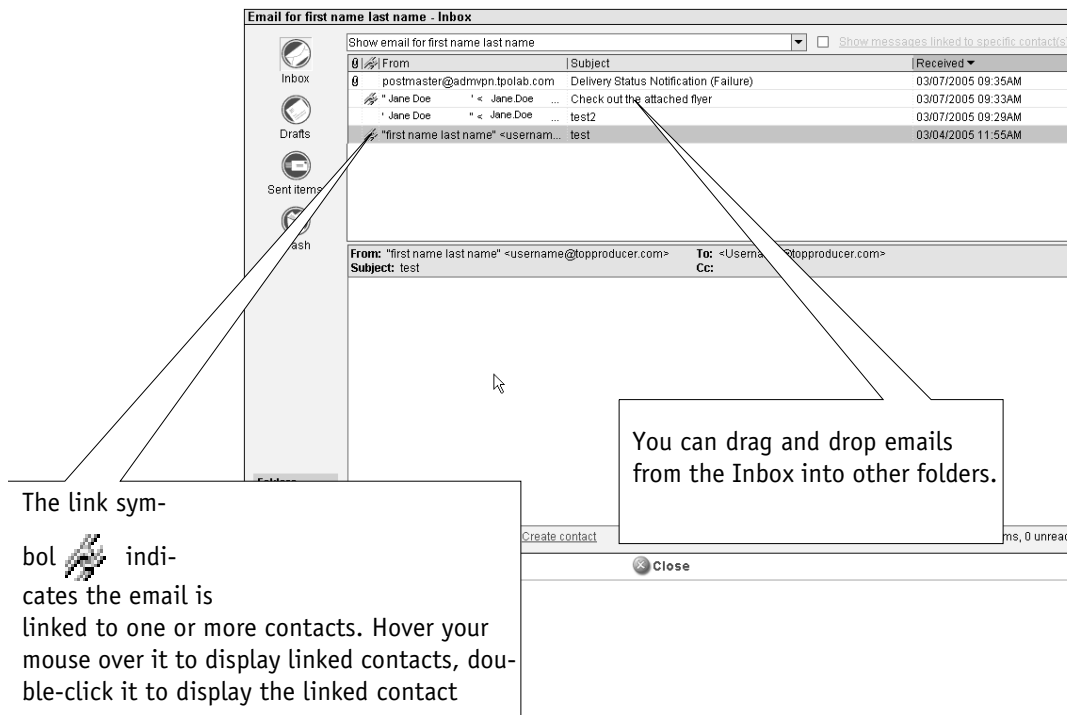 Email for first name last name - Inbox
Show email for first name last name
Show messages linked to specific contact(s)
From Subject Received
Inbox
postmaster@admvpn.tpolab.com Delivery Status Notification (Failure) 03/07/2005 09:35AM
" Jane Doe ' < Jane.Doe ... Check out the attached flyer 03/07/2005 09:33AM
' Jane Doe " < Jane.Doe ... test2 03/07/2005 09:29AM
Drafts
"first name last name" <usernam... test 03/04/2005 11:55AM
Sent items
From: "first name last name" <username@topproducer.com> To: @topproducer.com>
Subject: test Cc:
You can drag and drop emails
from the Inbox into other folders.
Folders
The link sym-
bol indi-
cates the email is
linked to one or more contacts. Hover your
mouse over it to display linked contacts, dou-
ble-click it to display the linked contact
Create contact
ms, 0 unread
Close